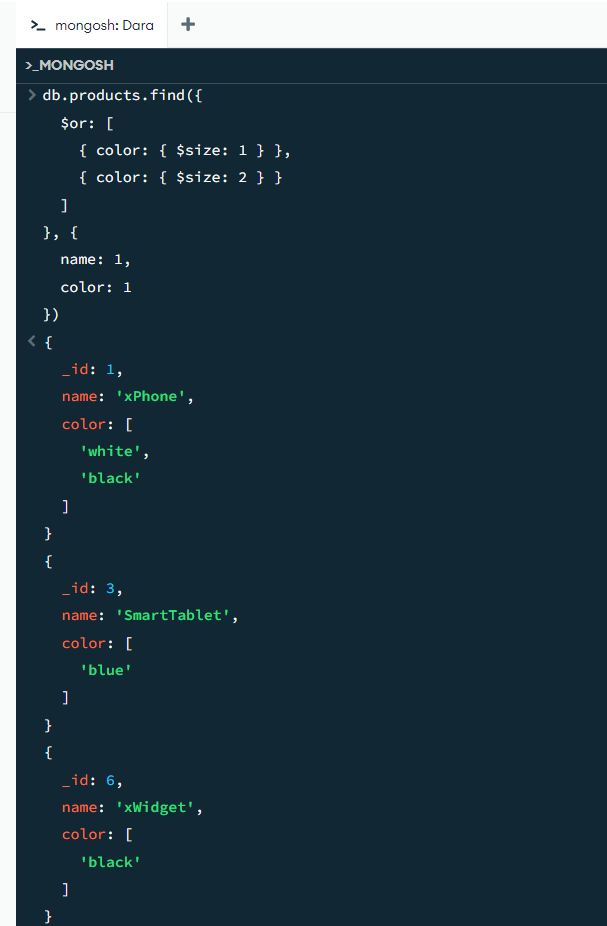 >_ mongosh: Dara +
>_MONGOSH
> db.products.find({
$or: [
{ color: { $size: 1 } },
{ color: { $size: 2 } }
]
}, {
name: 1,
color: 1
})
< {
_id: 1,
name: 'xPhone',
color: [
'white',
'black'
]
}
{
_id: 3,
name: 'SmartTablet',
color: [
'blue'
]
}
{
_id: 6,
name: 'xWidget',
color: [
'black'
]
}